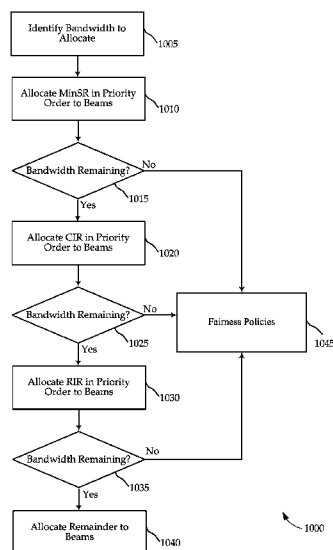 Identify Bandwidth to
Allocate
1005
Allocate MinSR in Priority
Order to Beams
1010
Bandwidth Remaining?
No
1015
Yes
Allocate CIR in Priority
Order to Beams
1020
Bandwidth Remaining?
No
1025
Yes
Fairness Policies
1045
Allocate RIR in Priority
Order to Beams
1030
Bandwidth Remaining?
No
1035
Yes
Allocate Remainder to
Beams
1040
1000